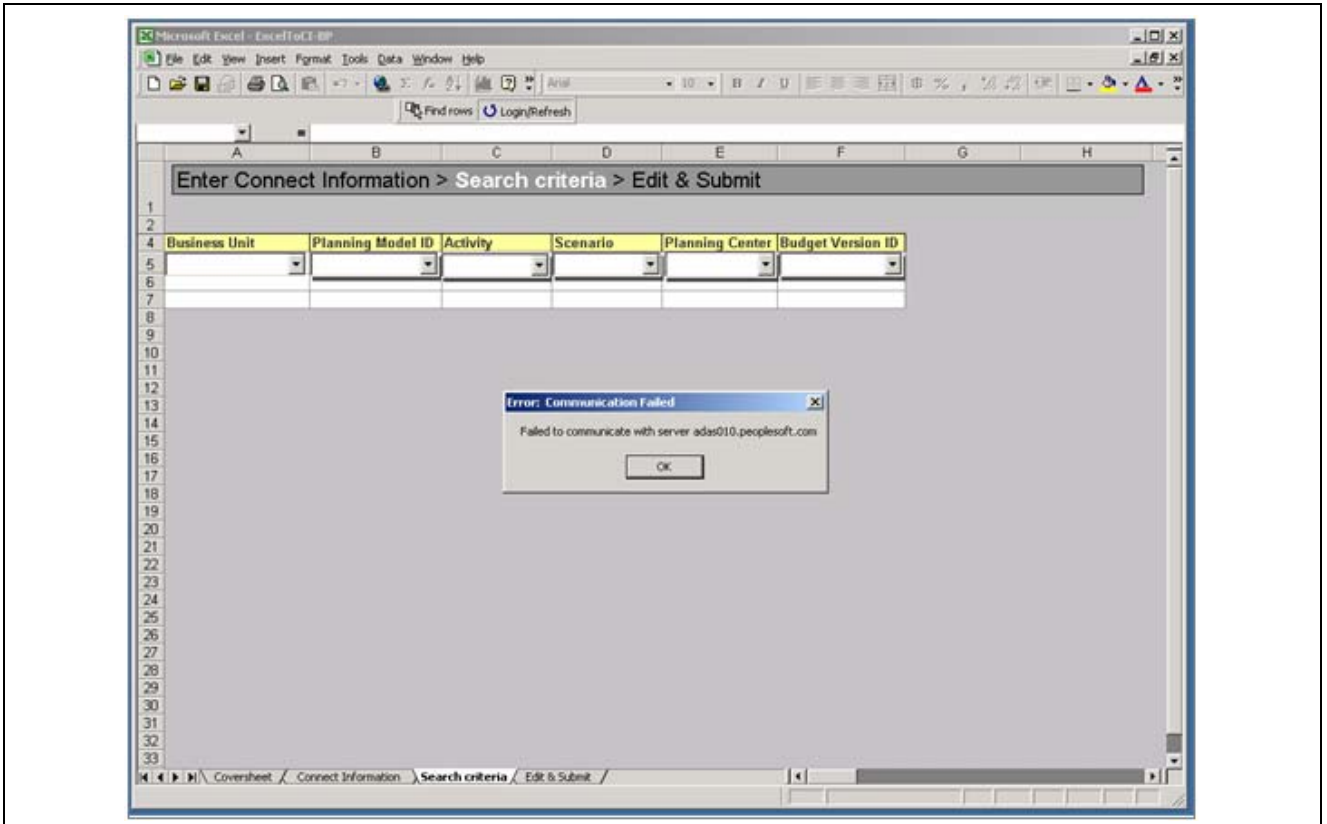 Microsoft Excel - ExcelToCI-BP
File Edit View Insert Format Tools Data Window Help
Arial 10 B I U
Find rows Login/Refresh
=
A B C D E F G H
Enter Connect Information > Search criteria > Edit & Submit
1
2
4 Business Unit Planning Model ID Activity Scenario Planning Center Budget Version ID
5
6
7
8
9
10
11
12
Error: Communication Failed
13
14
Failed to communicate with server adas010.peoplesoft.com
15
16
OK
17
18
19
20
21
22
23
24
25
26
27
28
29
30
31
32
33
Coversheet Connect Information Search criteria Edit & Submit